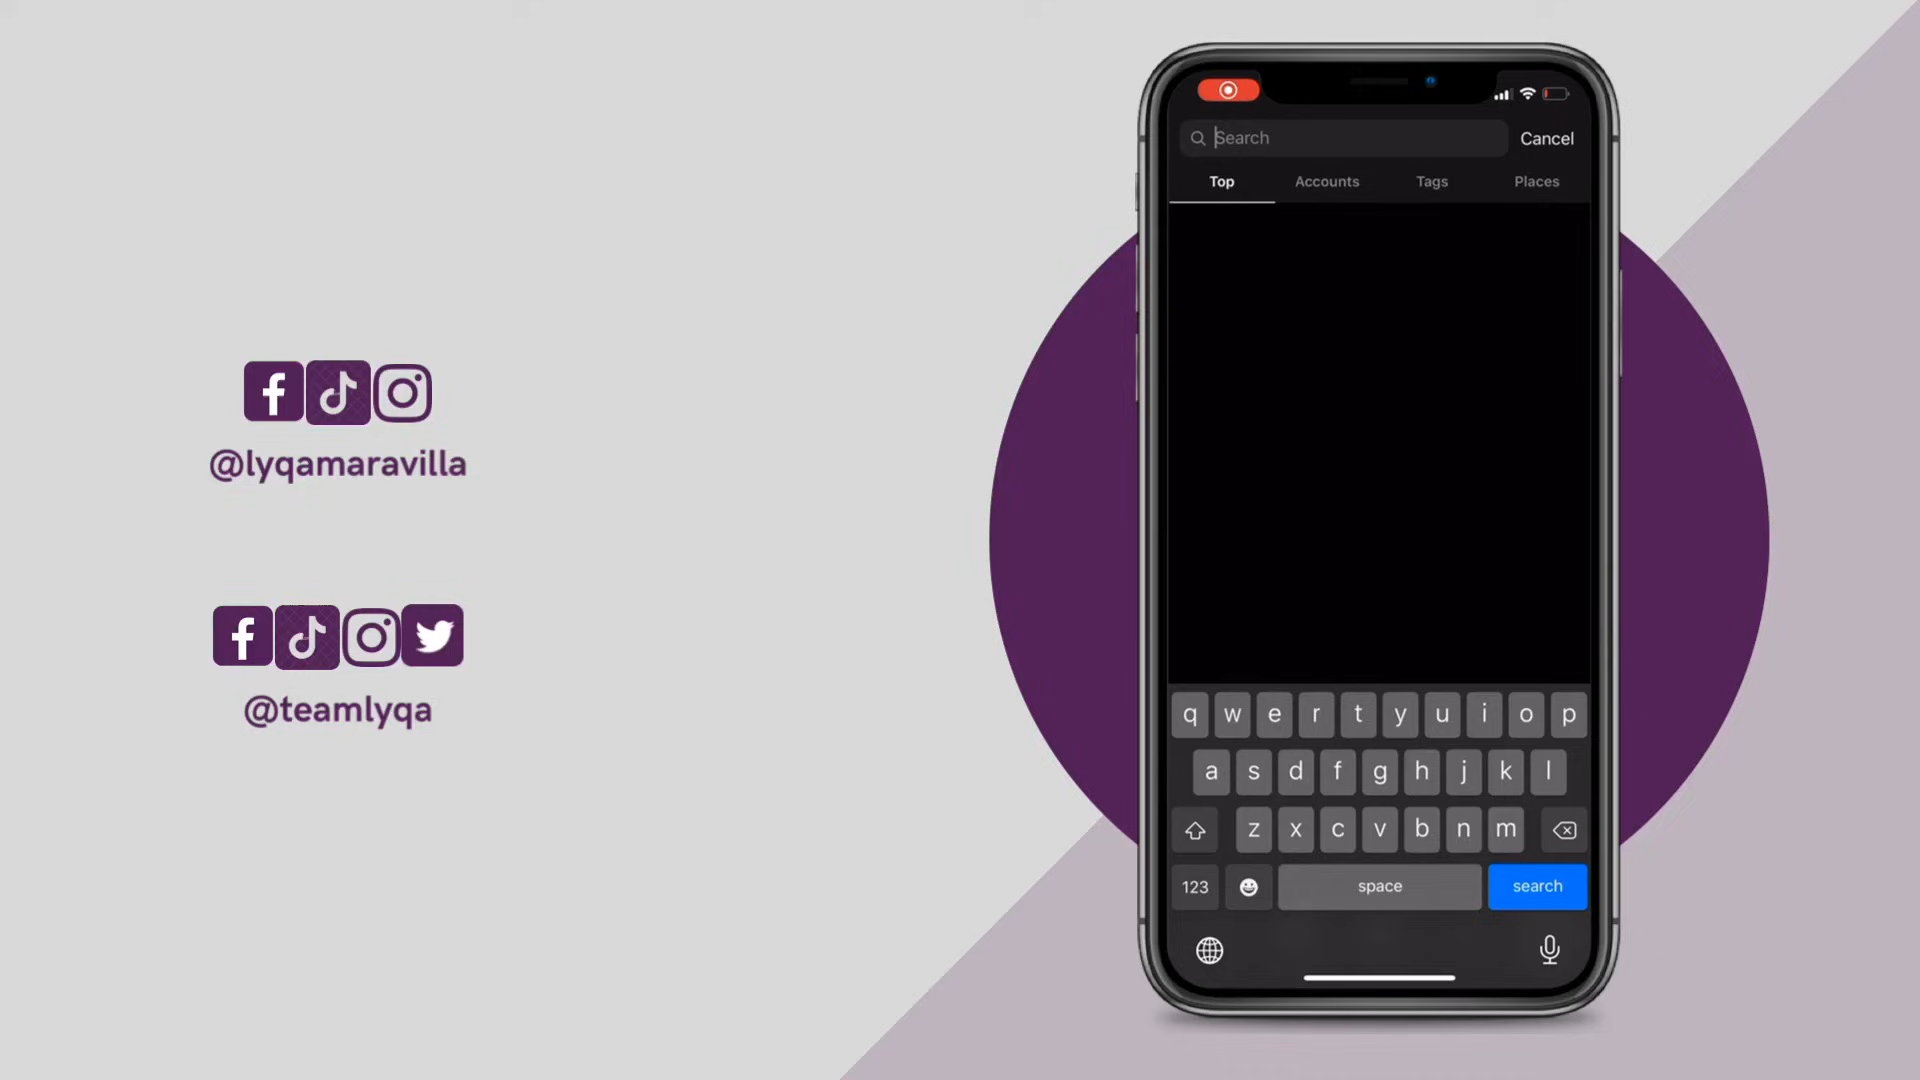 @lyqamaravilla
@teamlyqa
Search Cancel
Top Accounts Tags Places
q w e r t y u i o p
a s d f g h j k l
z x c v b n m
123 space search